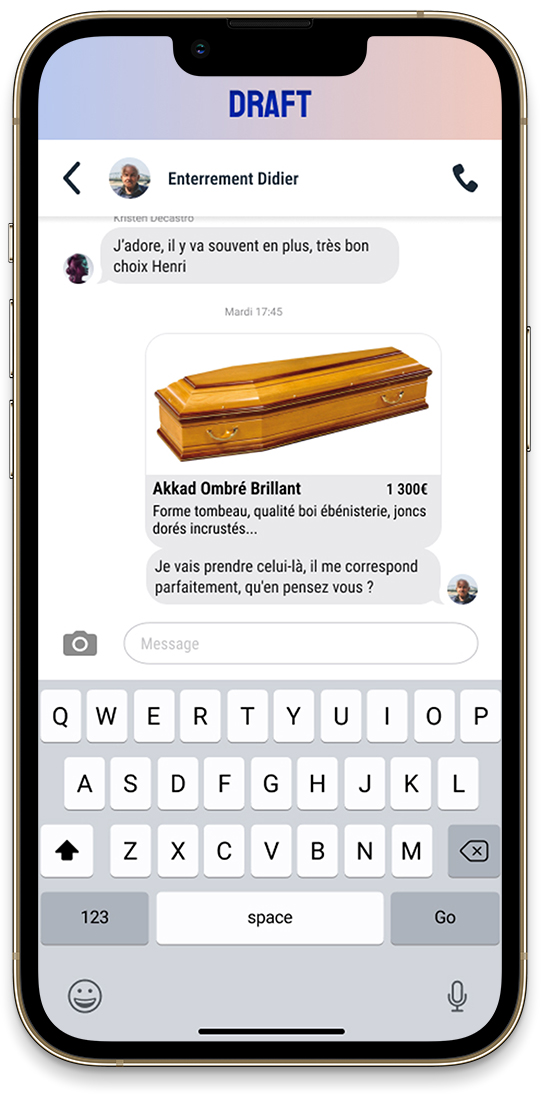 DRAFT
Enterrement Didier
Kristen Decastro
J'adore, il y va souvent en plus, très bon
choix Henri
Mardi 17:45
Akkad Ombré Brillant 1 300€
Forme tombeau, qualité boi ébénisterie, joncs
dorés incrustés...
Je vais prendre celui-là, il me correspond
parfaitement, qu'en pensez vous ?
Message
Q W E R T Y U I O P
A S D F G H J K L
Z X C V B N M
123 space Go